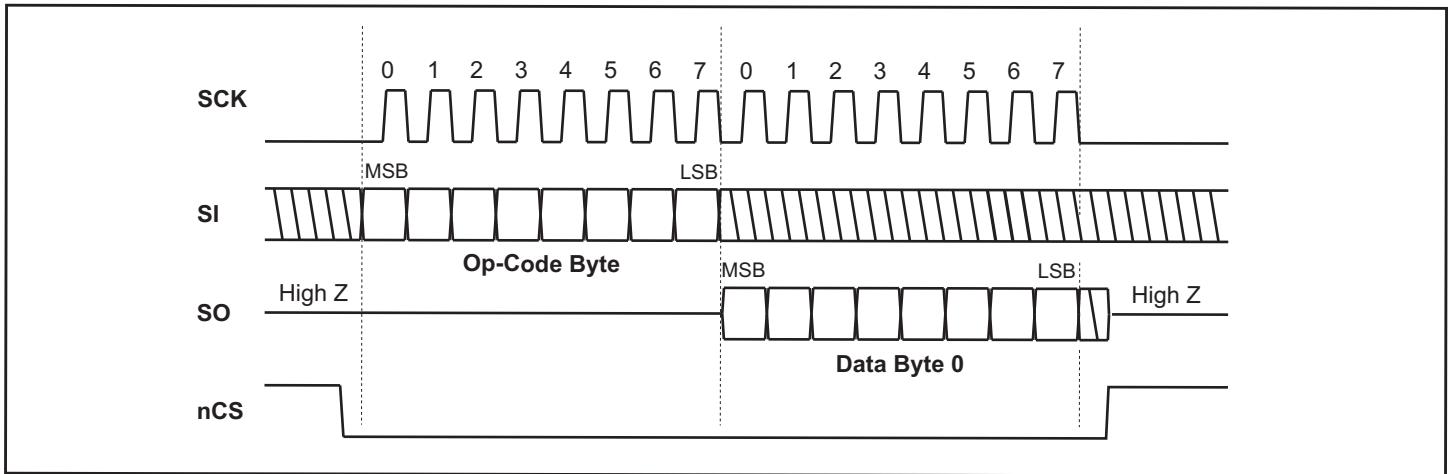 0 1 2 3 4 5 6 7 0 1 2 3 4 5 6 7
SCK
MSB LSB
SI
Op-Code Byte
MSB LSB
High Z High Z
SO
Data Byte 0
nCS